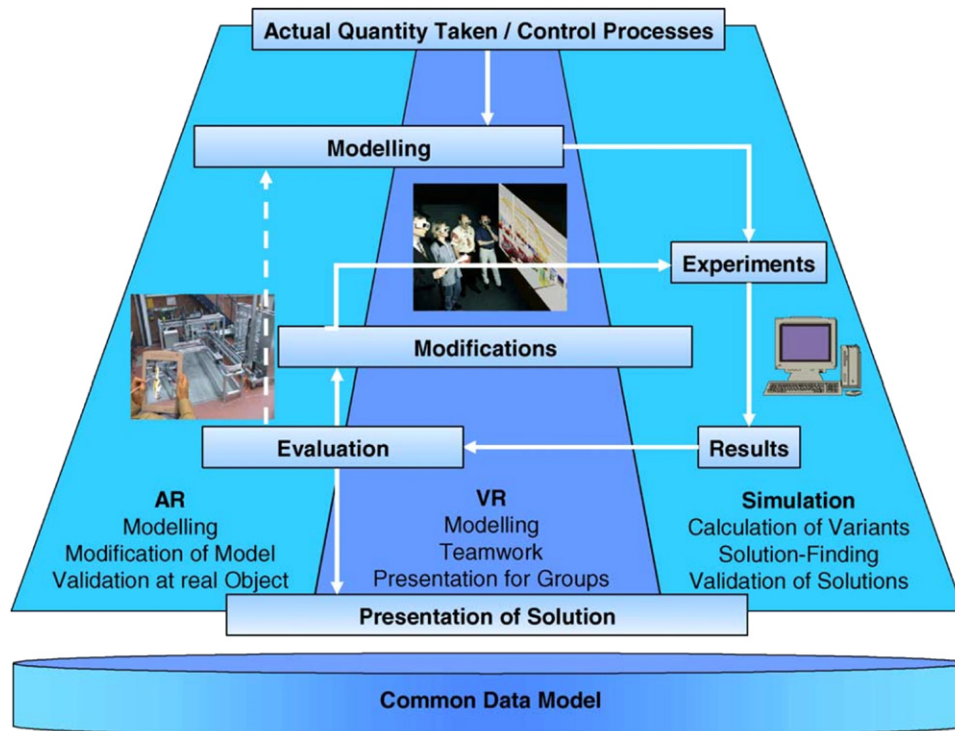 Actual Quantity Taken / Control Processes
Modelling
Experiments
Modifications
Evaluation
Results
AR
Modelling
Modification of Model
Validation at real Object
VR
Modelling
Teamwork
Presentation for Groups
Simulation
Calculation of Variants
Solution-Finding
Validation of Solutions
Presentation of Solution
Common Data Model